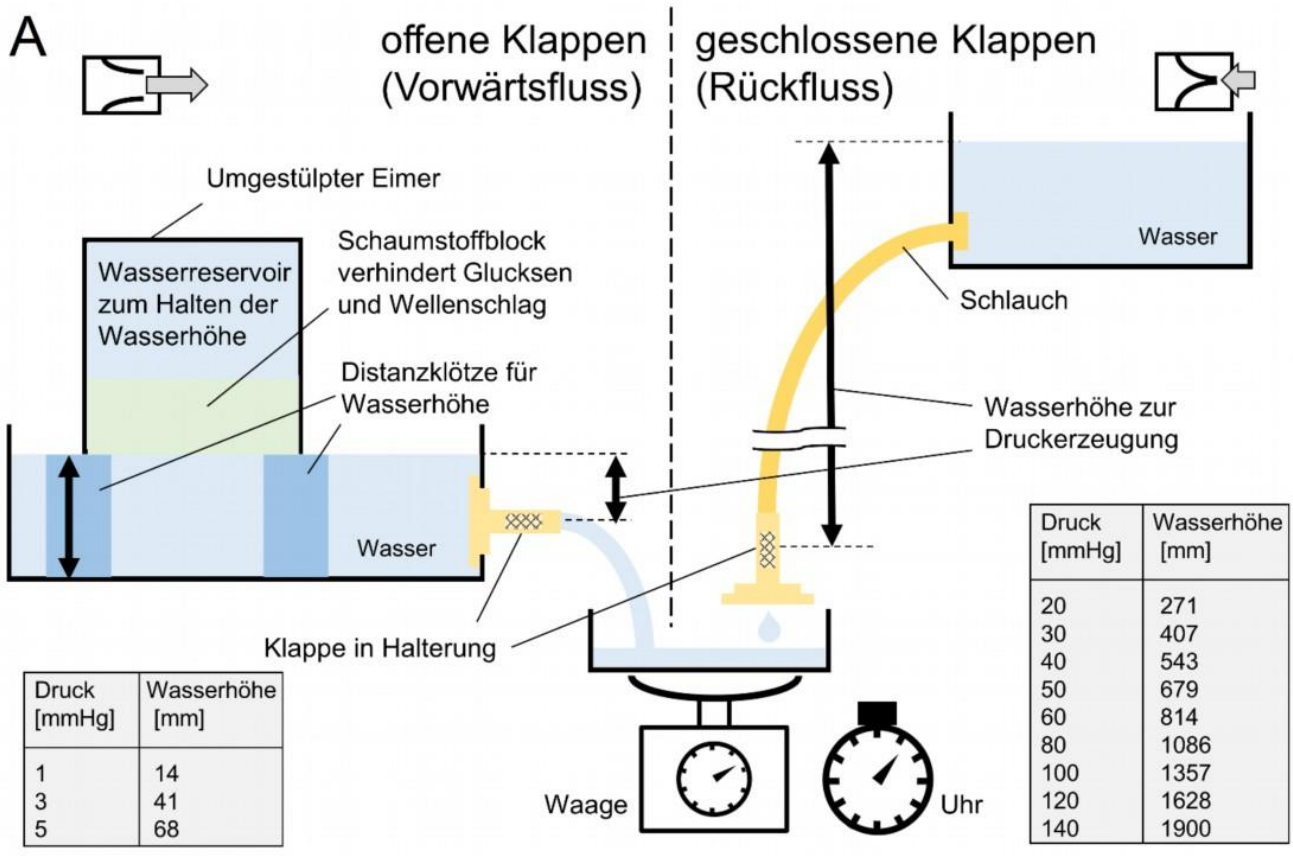 A
offene Klappen
(Vorwärtsfluss)
geschlossene Klappen
(Rückfluss)
Umgestülpter Eimer
Schaumstoffblock
verhindert Glucksen
und Wellenschlag
Wasserreservoir
zum Halten der
Wasserhöhe
Distanzklötze für
Wasserhöhe
Wasser
Klappe in Halterung
Wasser
Schlauch
Wasserhöhe zur
Druckerzeugung
Druck Wasserhöhe
[mmHg] [mm]
1 14
3 41
5 68
Waage
Uhr
Druck Wasserhöhe
[mmHg] [mm]
20 271
30 407
40 543
50 679
60 814
80 1086
100 1357
120 1628
140 1900